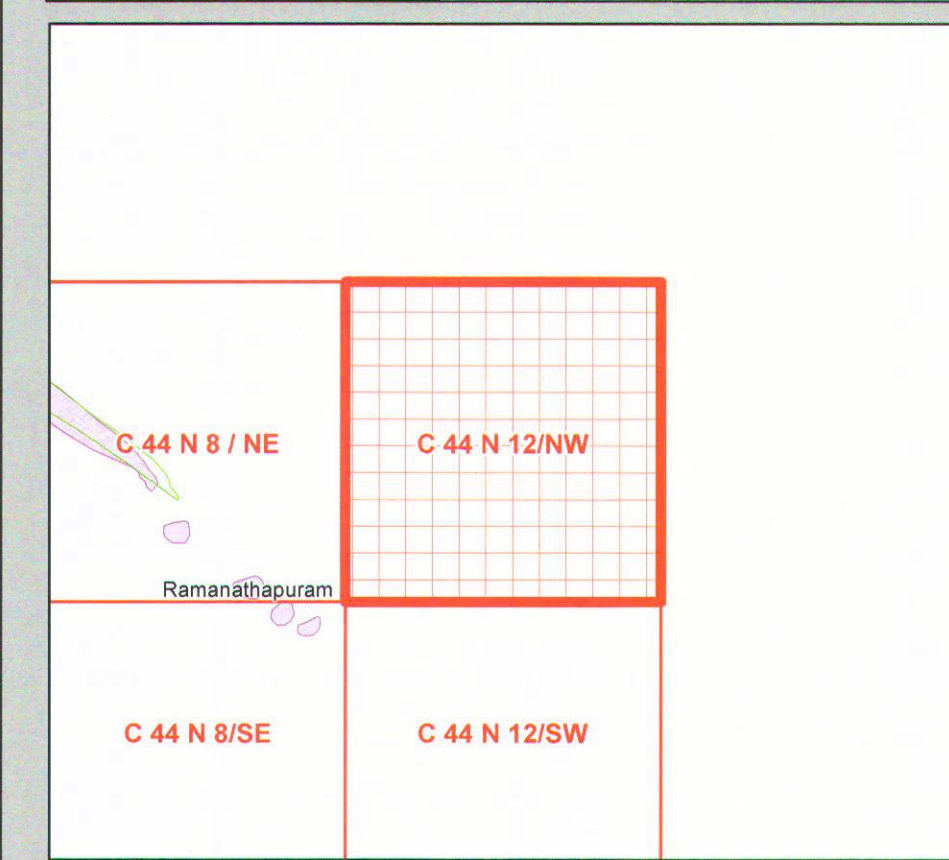 C 44 N 8 / NE
C 44 N 12/NW
Ramanathapuram
C 44 N 8/SE
C 44 N 12/SW